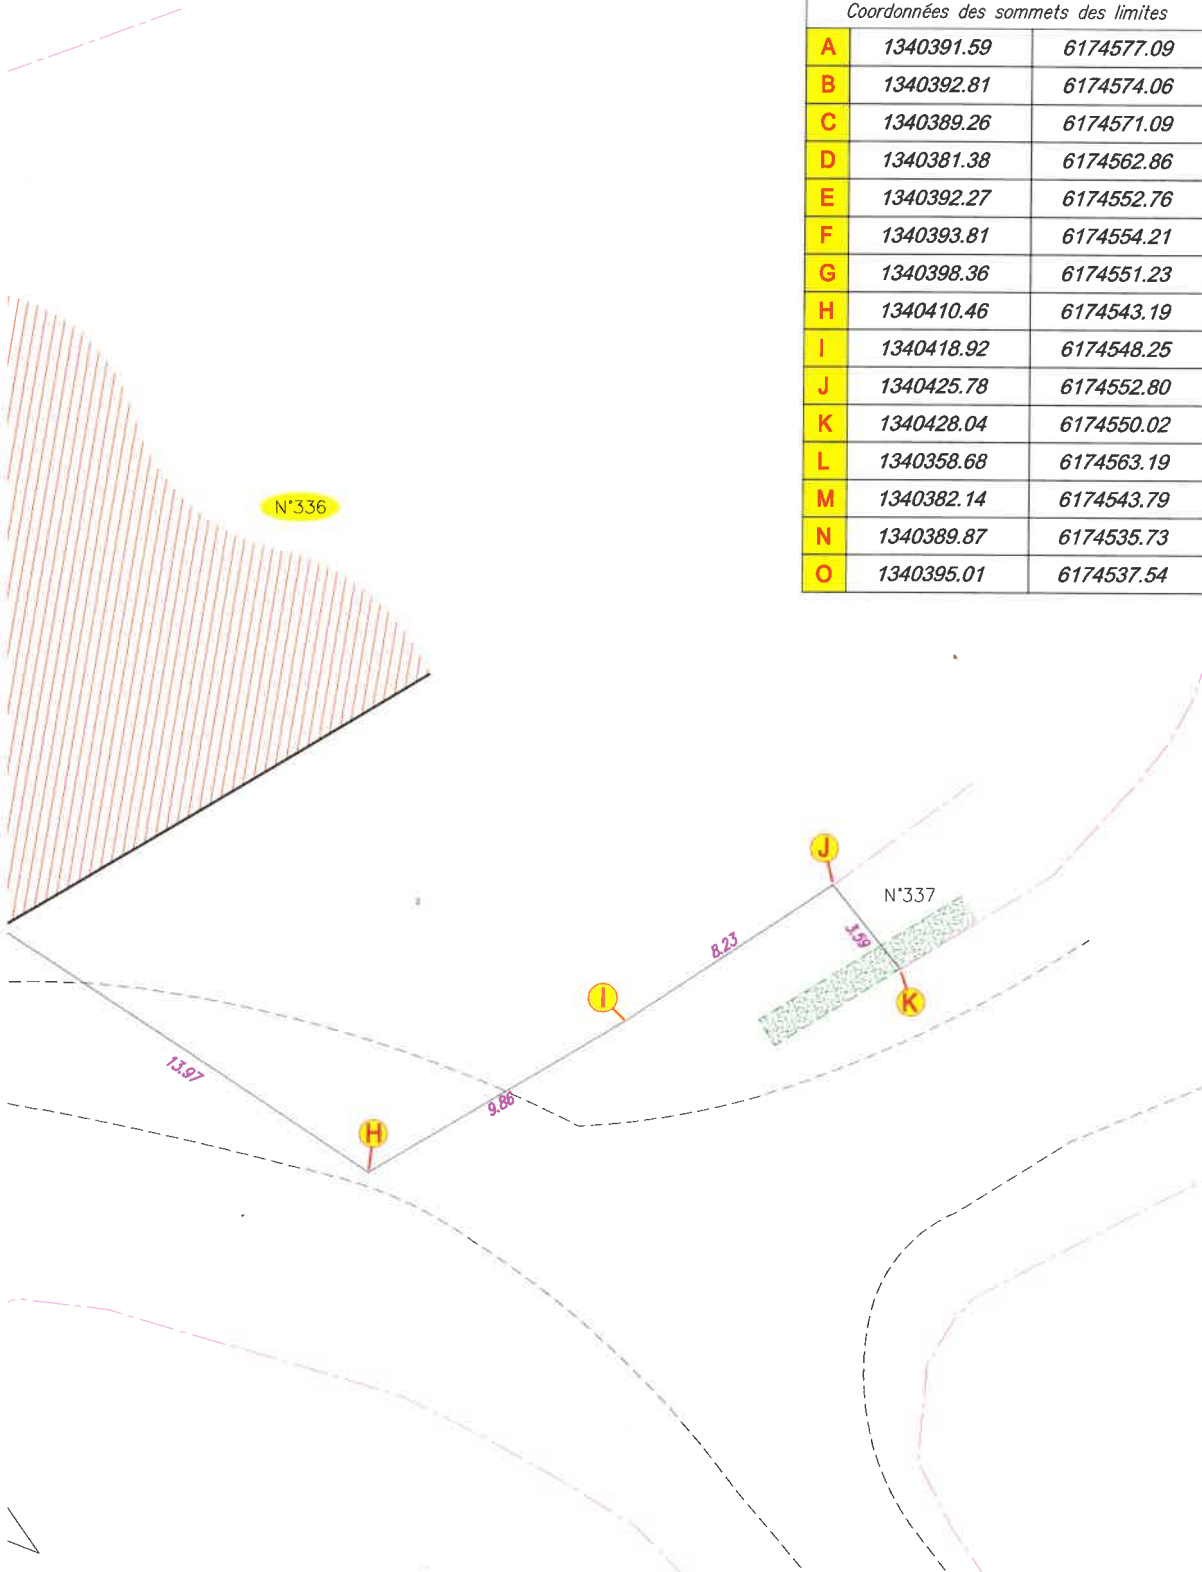 Coordonnées des sommets des limites
A 1340391.59 6174577.09
B 1340392.81 6174574.06
C 1340389.26 6174571.09
D 1340381.38 6174562.86
E 1340392.27 6174552.76
F 1340393.81 6174554.21
G 1340398.36 6174551.23
H 1340410.46 6174543.19
I 1340418.92 6174548.25
J 1340425.78 6174552.80
K 1340428.04 6174550.02
L 1340358.68 6174563.19
M 1340382.14 6174543.79
N 1340389.87 6174535.73
O 1340395.01 6174537.54
N°336
J
N°337
3.59
8.23
I
K
13.97
9.86
H